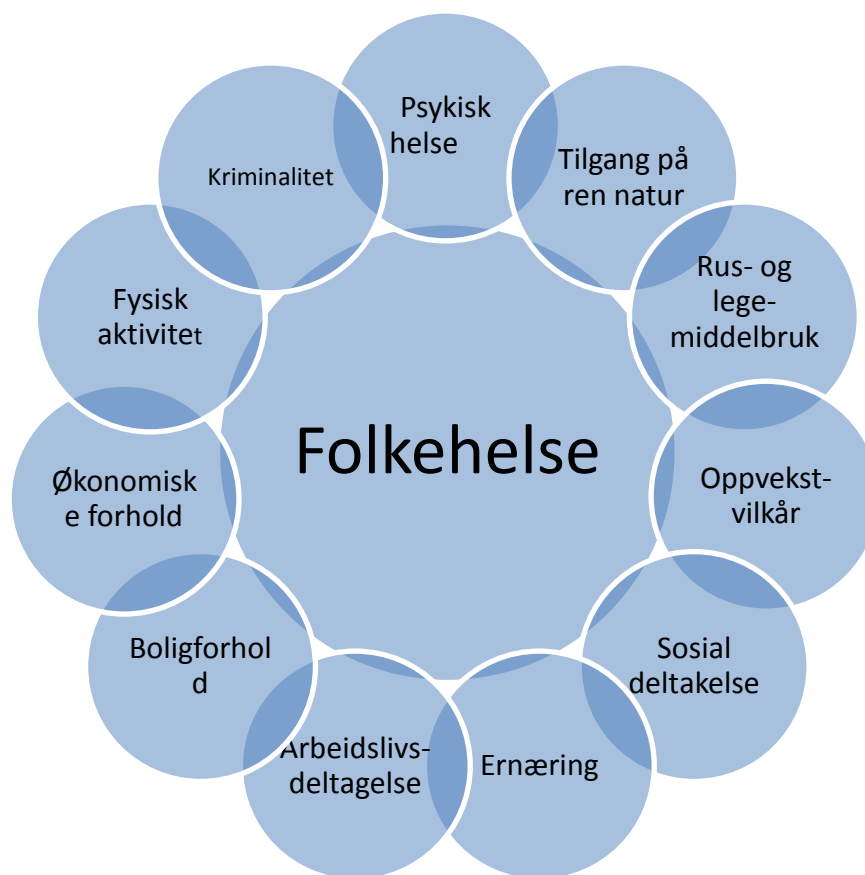 Psykisk
helse
Tilgang på
ren natur
Rus- og
lege-
middelbruk
Oppvekst-
vilkår
Sosial
deltakelse
Ernæring
Arbeidslivs-
deltagelse
Boligforhol
d
Økonomisk
e forhold
Fysisk
aktivitet
Kriminalitet
Folkehelse